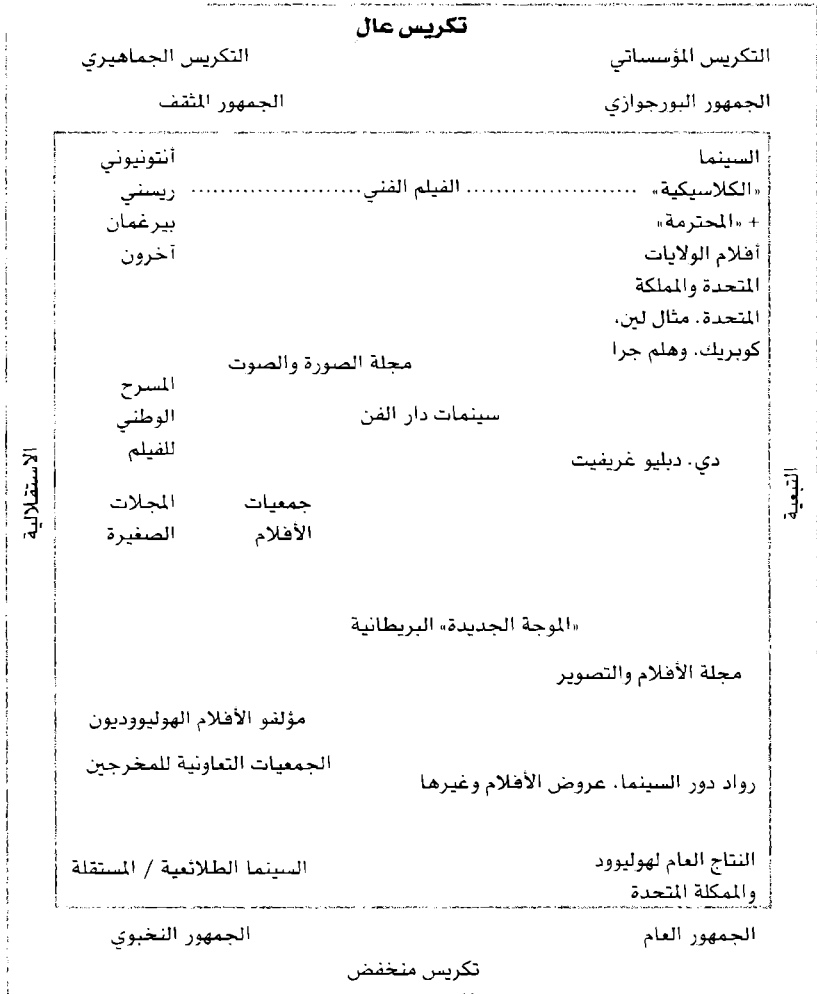 تكريس عال
التكريس المؤسساتي التكريس الجماهيري
الجمهور البورجوازي الجمهور المثقف
السينما أنتونيوني
«الكلاسيكية» ........................ الفيلم الفني ........................ ريسني
+ «المحترمة» بيرغمان
أفلام الولايات آخرون
المتحدة والمملكة
المتحدة. مثال لين،
كوبريك. وهلم جرا
مجلة الصورة والصوت
المسرح
سينمات دار الفن الوطني
للفيلم
دي. دبليو غريفيت
جمعيات المجلات
الأفلام الصغيرة
الاستقلالية
التبعية
«الموجة الجديدة» البريطانية
مجلة الأفلام والتصوير
مؤلفو الأفلام الهوليووديون
الجمعيات التعاونية للمخرجين
رواد دور السينما. عروض الأفلام وغيرها
النتاج العام لهوليوود السينما الطلائعية / المستقلة
والممكلة المتحدة
الجمهور العام الجمهور النخبوي
تكريس منخفض